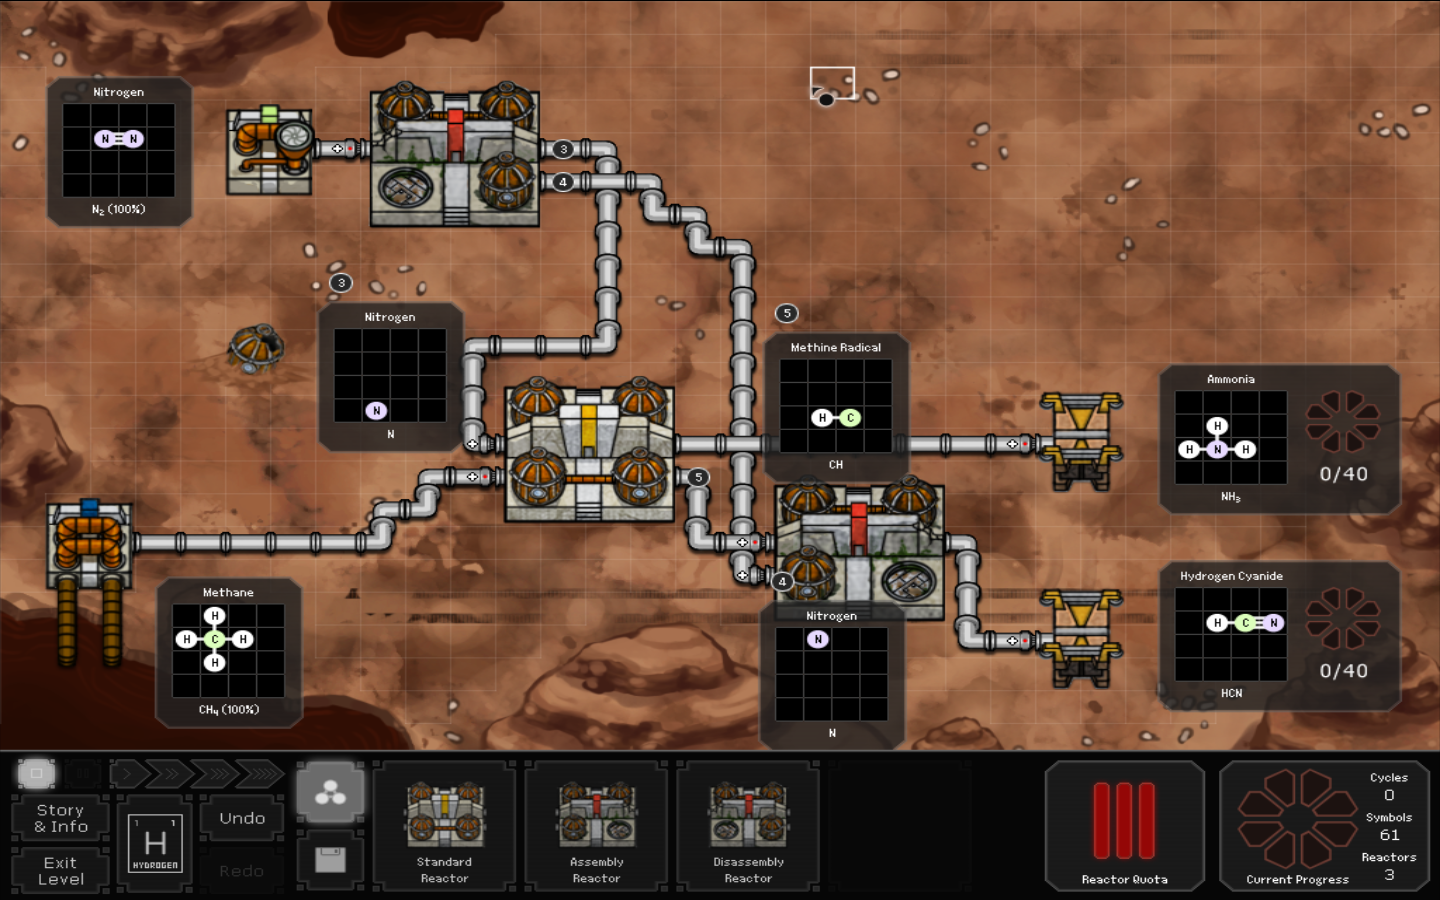 Nitrogen
N N
N₂ (100%)
3
4
3
Nitrogen
N
N
5
Methine Radical
H C
CH
Ammonia
H
H N H
0/40
NH₃
5
4
Nitrogen
N
N
Methane
H
H C H
H
CH₄ (100%)
Hydrogen Cyanide
H C N
0/40
HCN
Story
& Info
Exit
Level
1 1
H
HYDROGEN
Undo
Redo
Standard
Reactor
Assembly
Reactor
Disassembly
Reactor
Reactor Quota
Cycles
0
Symbols
61
Reactors
3
Current Progress